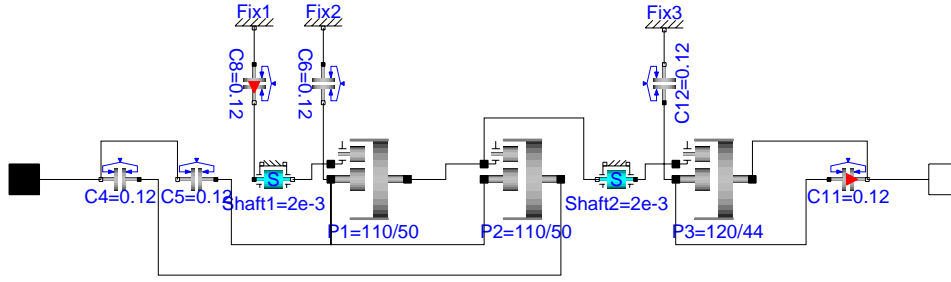 Fix1
Fix2
Fix3
C8=0.12
C6=0.12
C12=0.12
C4=0.12
C5=0.12
S
Shaft1=2e-3
P1=110/50
P2=110/50
S
Shaft2=2e-3
P3=120/44
C11=0.12